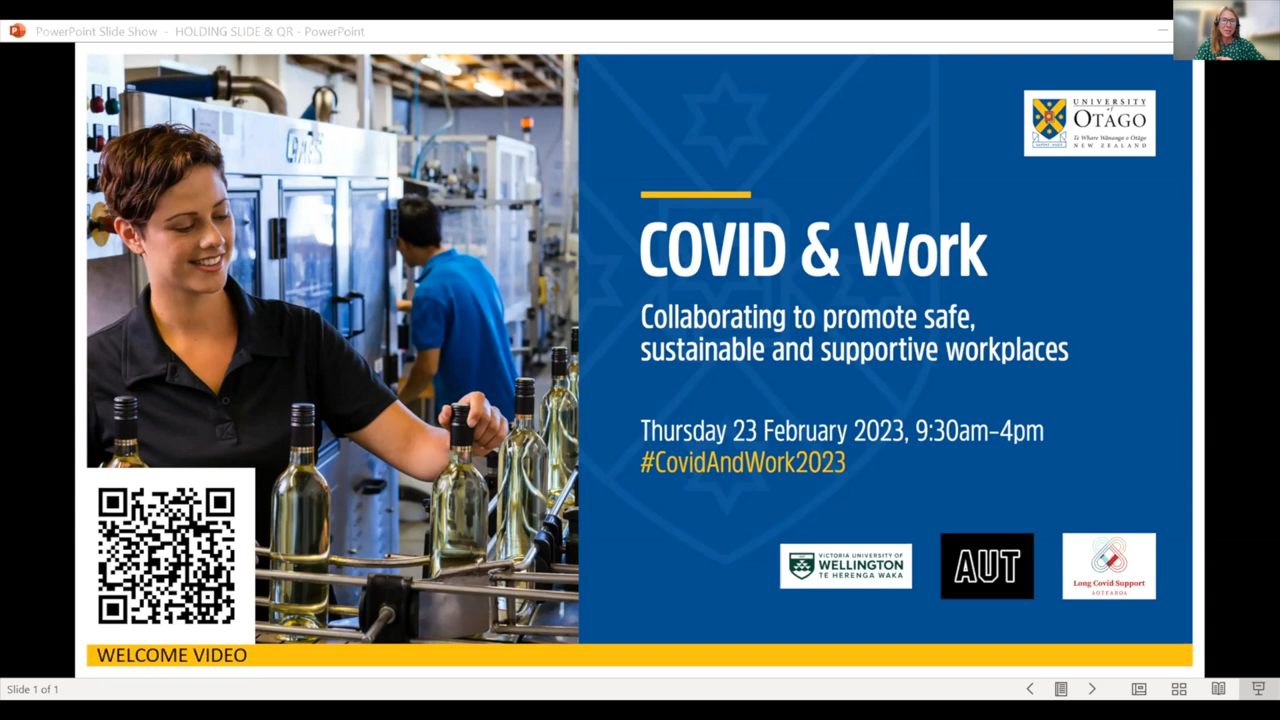 PowerPoint Slide Show - HOLDING SLIDE & QR - PowerPoint
UNIVERSITY
of
OTAGO
Te Whare Wānanga o Otāgo
NEW ZEALAND
COVID & Work
Collaborating to promote safe,
sustainable and supportive workplaces
Thursday 23 February 2023, 9:30am–4pm
#CovidAndWork2023
VICTORIA UNIVERSITY OF
WELLINGTON
TE HERENGA WAKA
AUT
Long Covid Support
AOTEAROA
WELCOME VIDEO
Slide 1 of 1